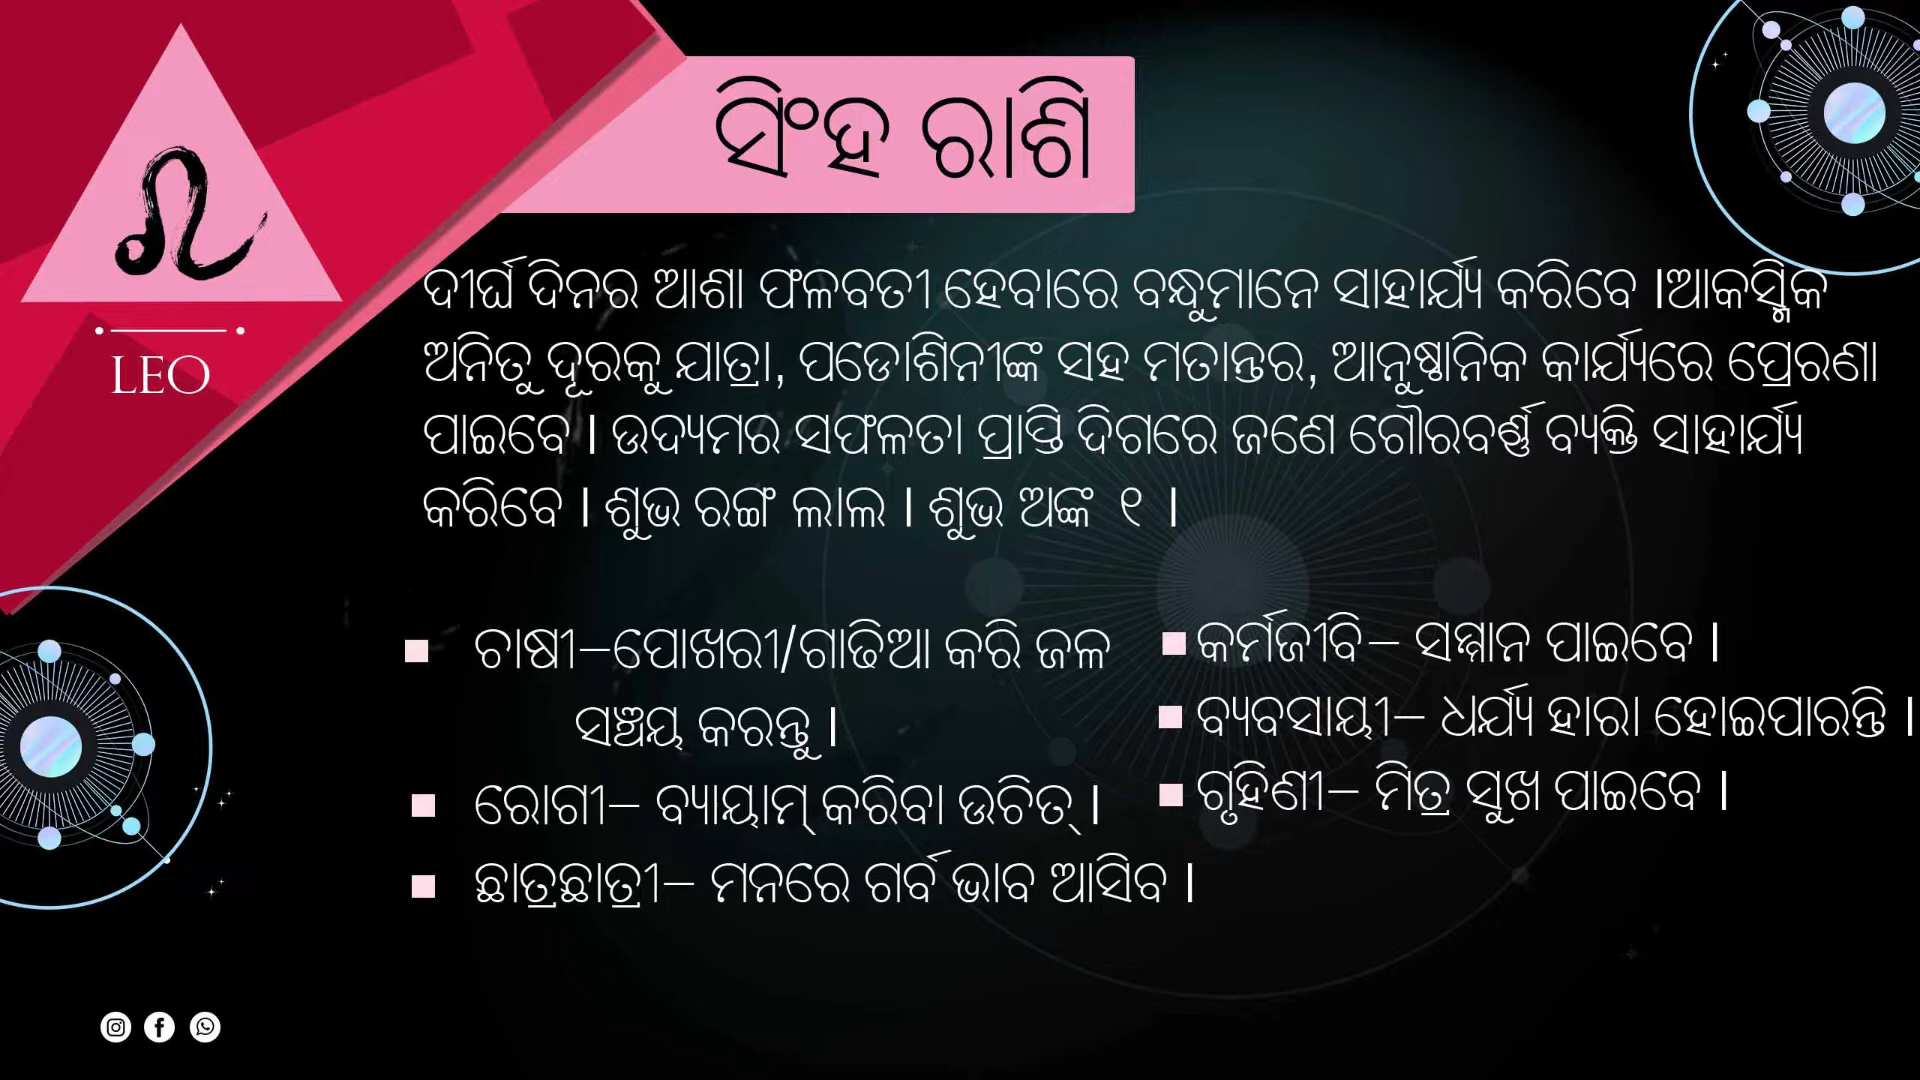 ସିଂହ ରାଶି
LEO
ଦୀର୍ଘ ଦିନର ଆଶା ଫଳବତୀ ହେବାରେ ବନ୍ଧୁମାନେ ସାହାର୍ଯ୍ୟ କରିବେ ।ଆକସ୍ମିକ
ଅନିତୁ ଦୂରକୁ ଯାତ୍ରା, ପଡୋଶିନୀଙ୍କ ସହ ମତାନ୍ତର, ଆନୁଷ୍ଠାନିକ କାର୍ଯ୍ୟରେ ପ୍ରେରଣା
ପାଇବେ । ଉଦ୍ୟମର ସଫଳତା ପ୍ରାପ୍ତି ଦିଗରେ ଜଣେ ଗୌରବର୍ଣ୍ଣ ବ୍ୟକ୍ତି ସାହାର୍ଯ୍ୟ
କରିବେ । ଶୁଭ ରଙ୍ଗ ଲାଲ । ଶୁଭ ଅଙ୍କ ୧ ।
ଚାଷୀ–ପୋଖରୀ/ଗାଢିଆ କରି ଜଳ
ସଞ୍ଚୟ କରନ୍ତୁ ।
ରୋଗୀ– ବ୍ୟାୟାମ୍ କରିବା ଉଚିତ୍ ।
ଛାତ୍ରଛାତ୍ରୀ– ମନରେ ଗର୍ବ ଭାବ ଆସିବ ।
କର୍ମଜୀବି– ସମ୍ମାନ ପାଇବେ ।
ବ୍ୟବସାୟୀ– ଧର୍ଯ୍ୟ ହାରା ହୋଇପାରନ୍ତି ।
ଗୃହିଣୀ– ମିତ୍ର ସୁଖ ପାଇବେ ।